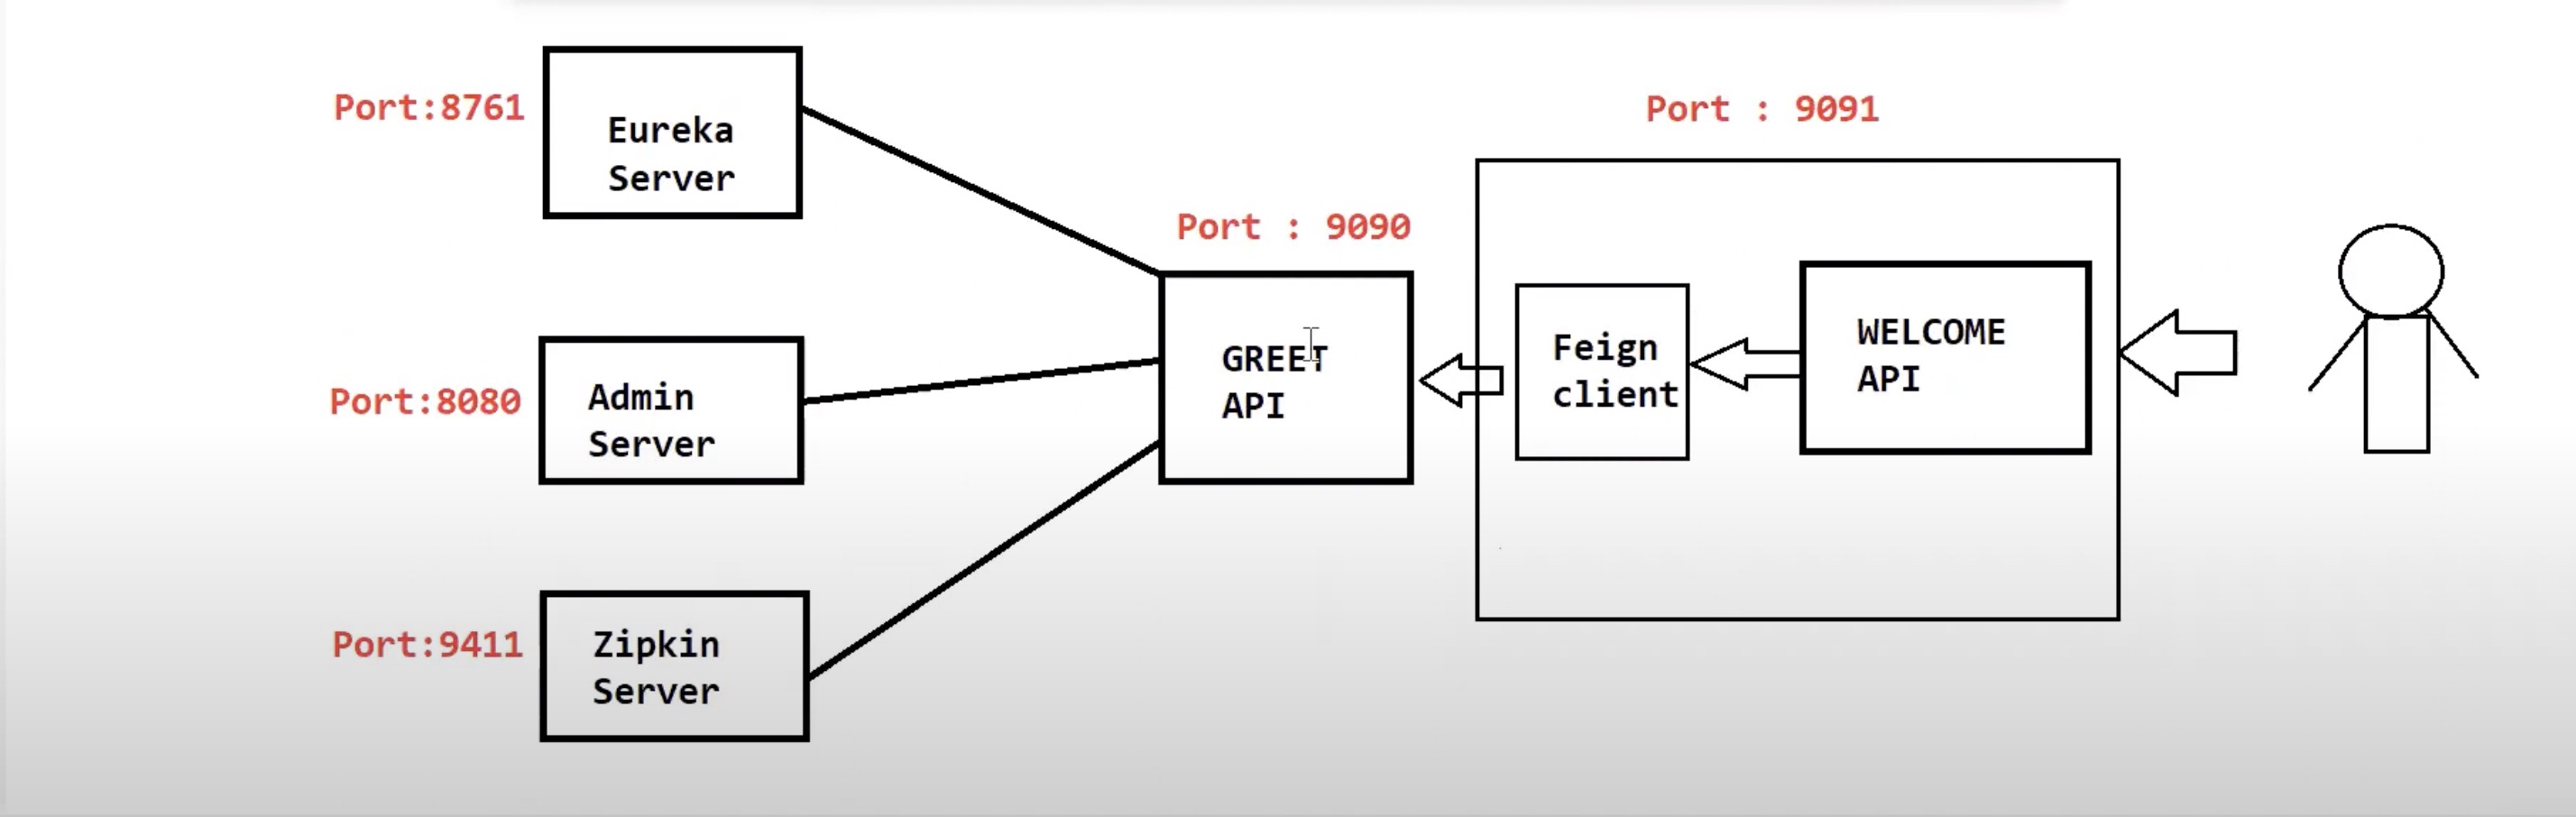 Port:8761
Eureka
Server
Port:8080
Admin
Server
Port:9411
Zipkin
Server
Port : 9090
GREET
API
Port : 9091
Feign
client
WELCOME
API